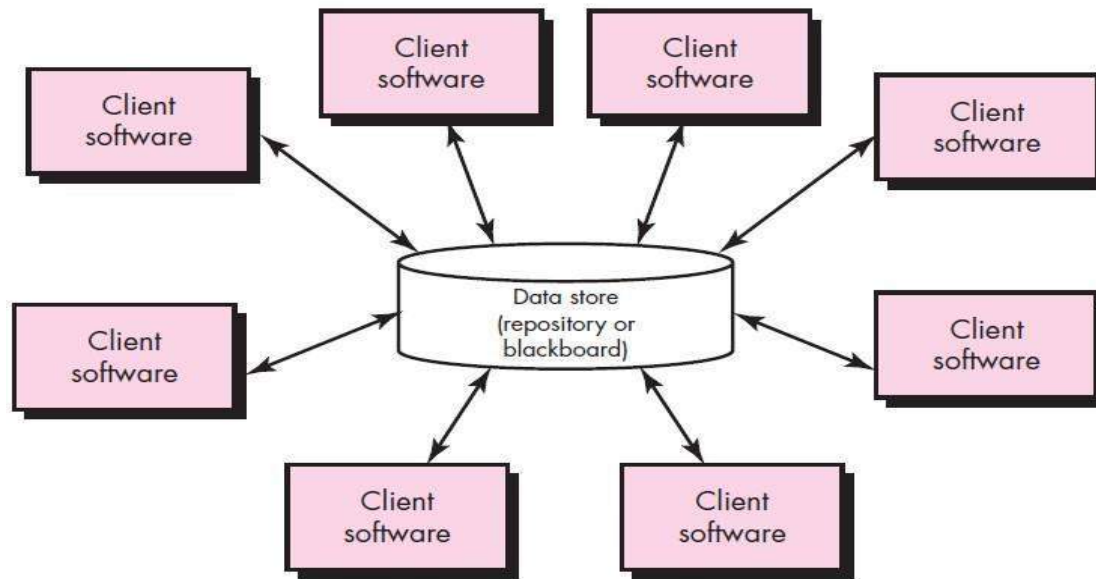 Client
software
Client
software
Client
software
Client
software
Data store
(repository or
blackboard)
Client
software
Client
software
Client
software
Client
software